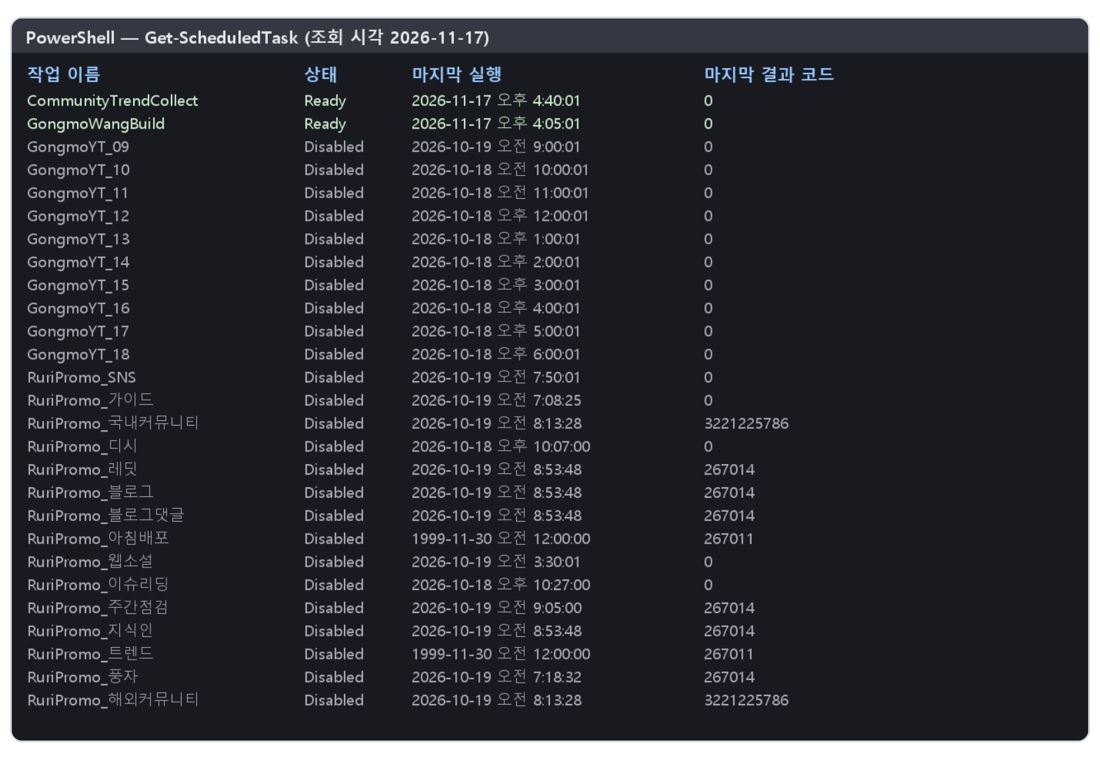 PowerShell — Get-ScheduledTask (조회 시각 2026-11-17)
작업 이름 상태 마지막 실행 마지막 결과 코드
CommunityTrendCollect Ready 2026-11-17 오후 4:40:01 0
GongmoWangBuild Ready 2026-11-17 오후 4:05:01 0
GongmoYT_09 Disabled 2026-10-19 오전 9:00:01 0
GongmoYT_10 Disabled 2026-10-18 오전 10:00:01 0
GongmoYT_11 Disabled 2026-10-18 오전 11:00:01 0
GongmoYT_12 Disabled 2026-10-18 오후 12:00:01 0
GongmoYT_13 Disabled 2026-10-18 오후 1:00:01 0
GongmoYT_14 Disabled 2026-10-18 오후 2:00:01 0
GongmoYT_15 Disabled 2026-10-18 오후 3:00:01 0
GongmoYT_16 Disabled 2026-10-18 오후 4:00:01 0
GongmoYT_17 Disabled 2026-10-18 오후 5:00:01 0
GongmoYT_18 Disabled 2026-10-18 오후 6:00:01 0
RuriPromo_SNS Disabled 2026-10-19 오전 7:50:01 0
RuriPromo_가이드 Disabled 2026-10-19 오전 7:08:25 0
RuriPromo_국내커뮤니티 Disabled 2026-10-19 오전 8:13:28 3221225786
RuriPromo_디시 Disabled 2026-10-18 오후 10:07:00 0
RuriPromo_레딧 Disabled 2026-10-19 오전 8:53:48 267014
RuriPromo_블로그 Disabled 2026-10-19 오전 8:53:48 267014
RuriPromo_블로그댓글 Disabled 2026-10-19 오전 8:53:48 267014
RuriPromo_아침배포 Disabled 1999-11-30 오전 12:00:00 267011
RuriPromo_웹소설 Disabled 2026-10-19 오전 3:30:01 0
RuriPromo_이슈리딩 Disabled 2026-10-18 오후 10:27:00 0
RuriPromo_주간점검 Disabled 2026-10-19 오전 9:05:00 267014
RuriPromo_지식인 Disabled 2026-10-19 오전 8:53:48 267014
RuriPromo_트렌드 Disabled 1999-11-30 오전 12:00:00 267011
RuriPromo_풍자 Disabled 2026-10-19 오전 7:18:32 267014
RuriPromo_해외커뮤니티 Disabled 2026-10-19 오전 8:13:28 3221225786